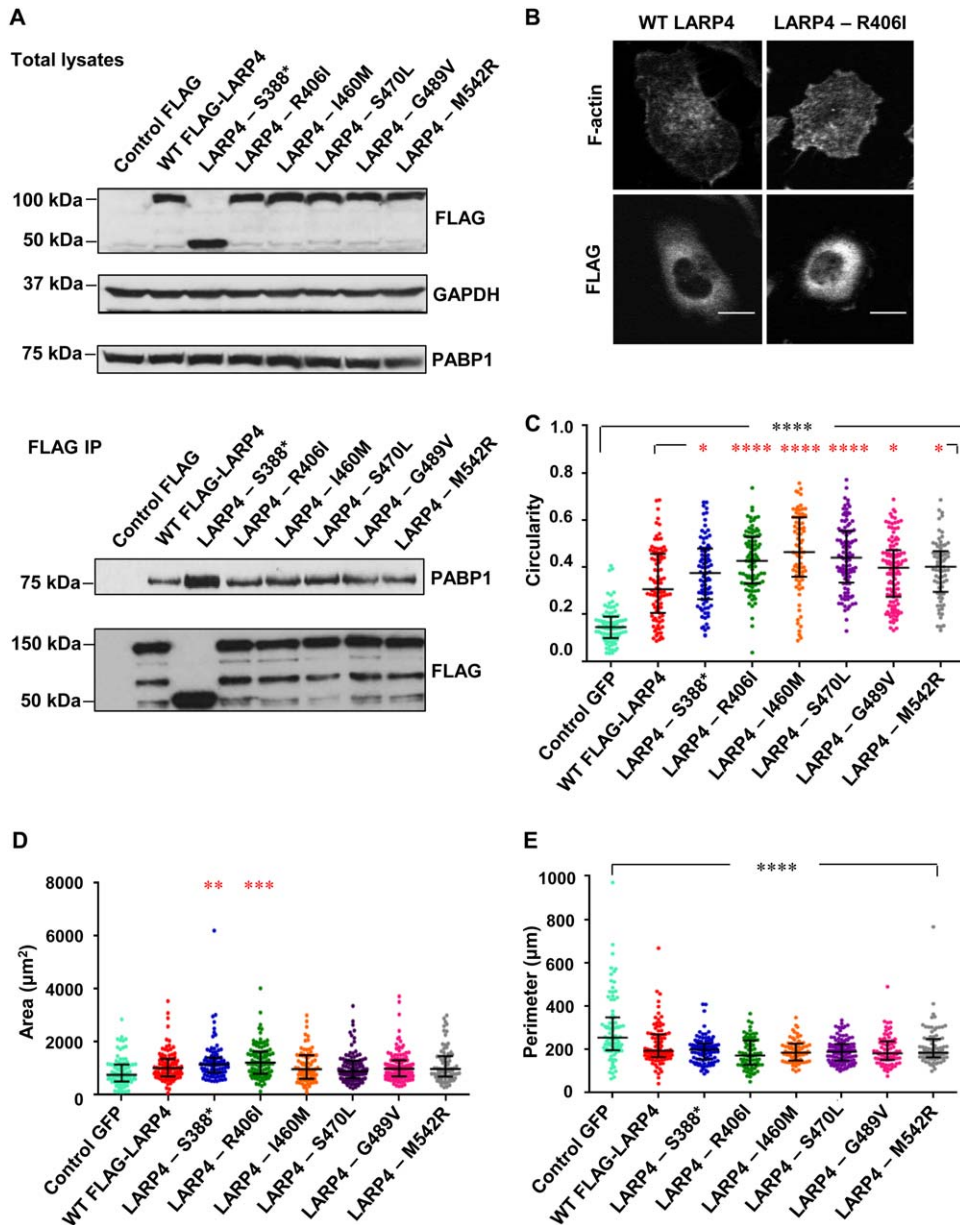 A
Total lysates
Control FLAG
WT FLAG-LARP4
LARP4 – S388*
LARP4 – R406I
LARP4 – I460M
LARP4 – S470L
LARP4 – G489V
LARP4 – M542R
100 kDa
50 kDa
FLAG
37 kDa
GAPDH
75 kDa
PABP1
FLAG IP
Control FLAG
WT FLAG-LARP4
LARP4 – S388*
LARP4 – R406I
LARP4 – I460M
LARP4 – S470L
LARP4 – G489V
LARP4 – M542R
75 kDa
PABP1
150 kDa
50 kDa
FLAG
B
WT LARP4
LARP4 – R406I
F-actin
FLAG
C
****
* **** **** **** * *
Circularity
1.0
0.8
0.6
0.4
0.2
0.0
Control GFP
WT FLAG-LARP4
LARP4 – S388*
LARP4 – R406I
LARP4 – I460M
LARP4 – S470L
LARP4 – G489V
LARP4 – M542R
D
** ***
Area (µm²)
8000
6000
4000
2000
0
Control GFP
WT FLAG-LARP4
LARP4 – S388*
LARP4 – R406I
LARP4 – I460M
LARP4 – S470L
LARP4 – G489V
LARP4 – M542R
E
****
Perimeter (µm)
1000
800
600
400
200
0
Control GFP
WT FLAG-LARP4
LARP4 – S388*
LARP4 – R406I
LARP4 – I460M
LARP4 – S470L
LARP4 – G489V
LARP4 – M542R